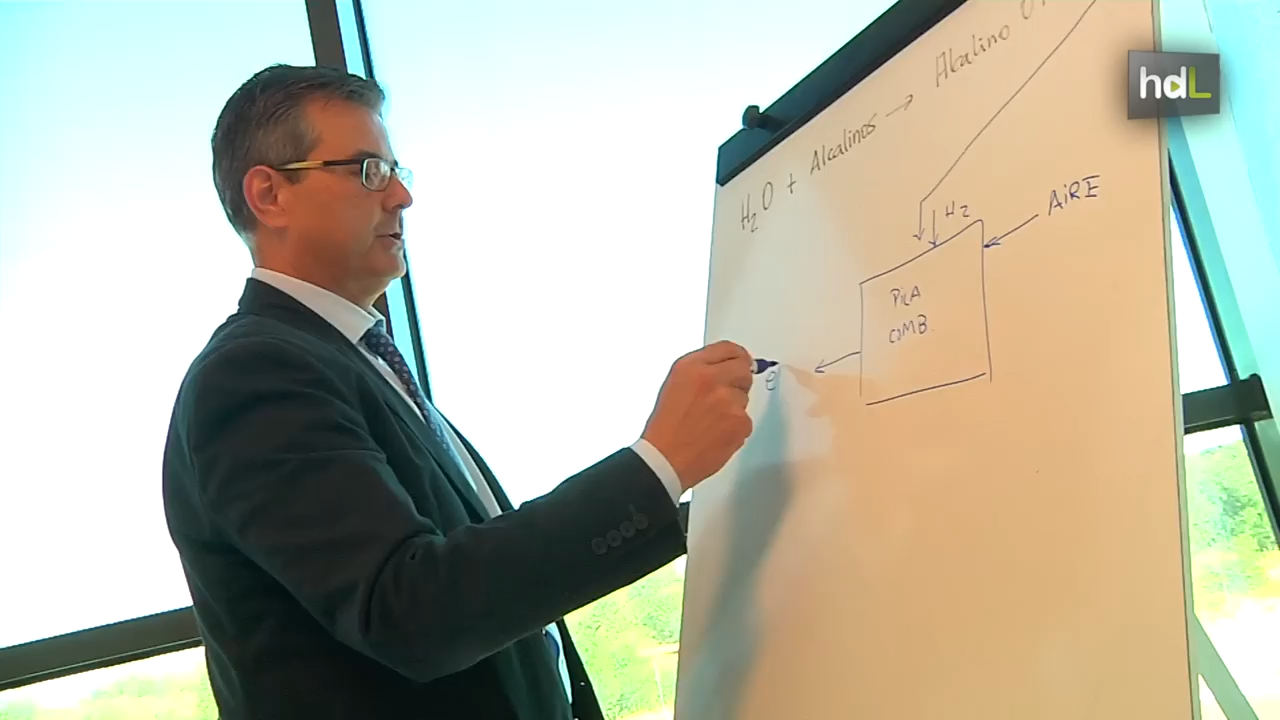 H₂O + Alcalinos → Alcalino
H₂
AiRE
PiLA
COMB.
e
hdL